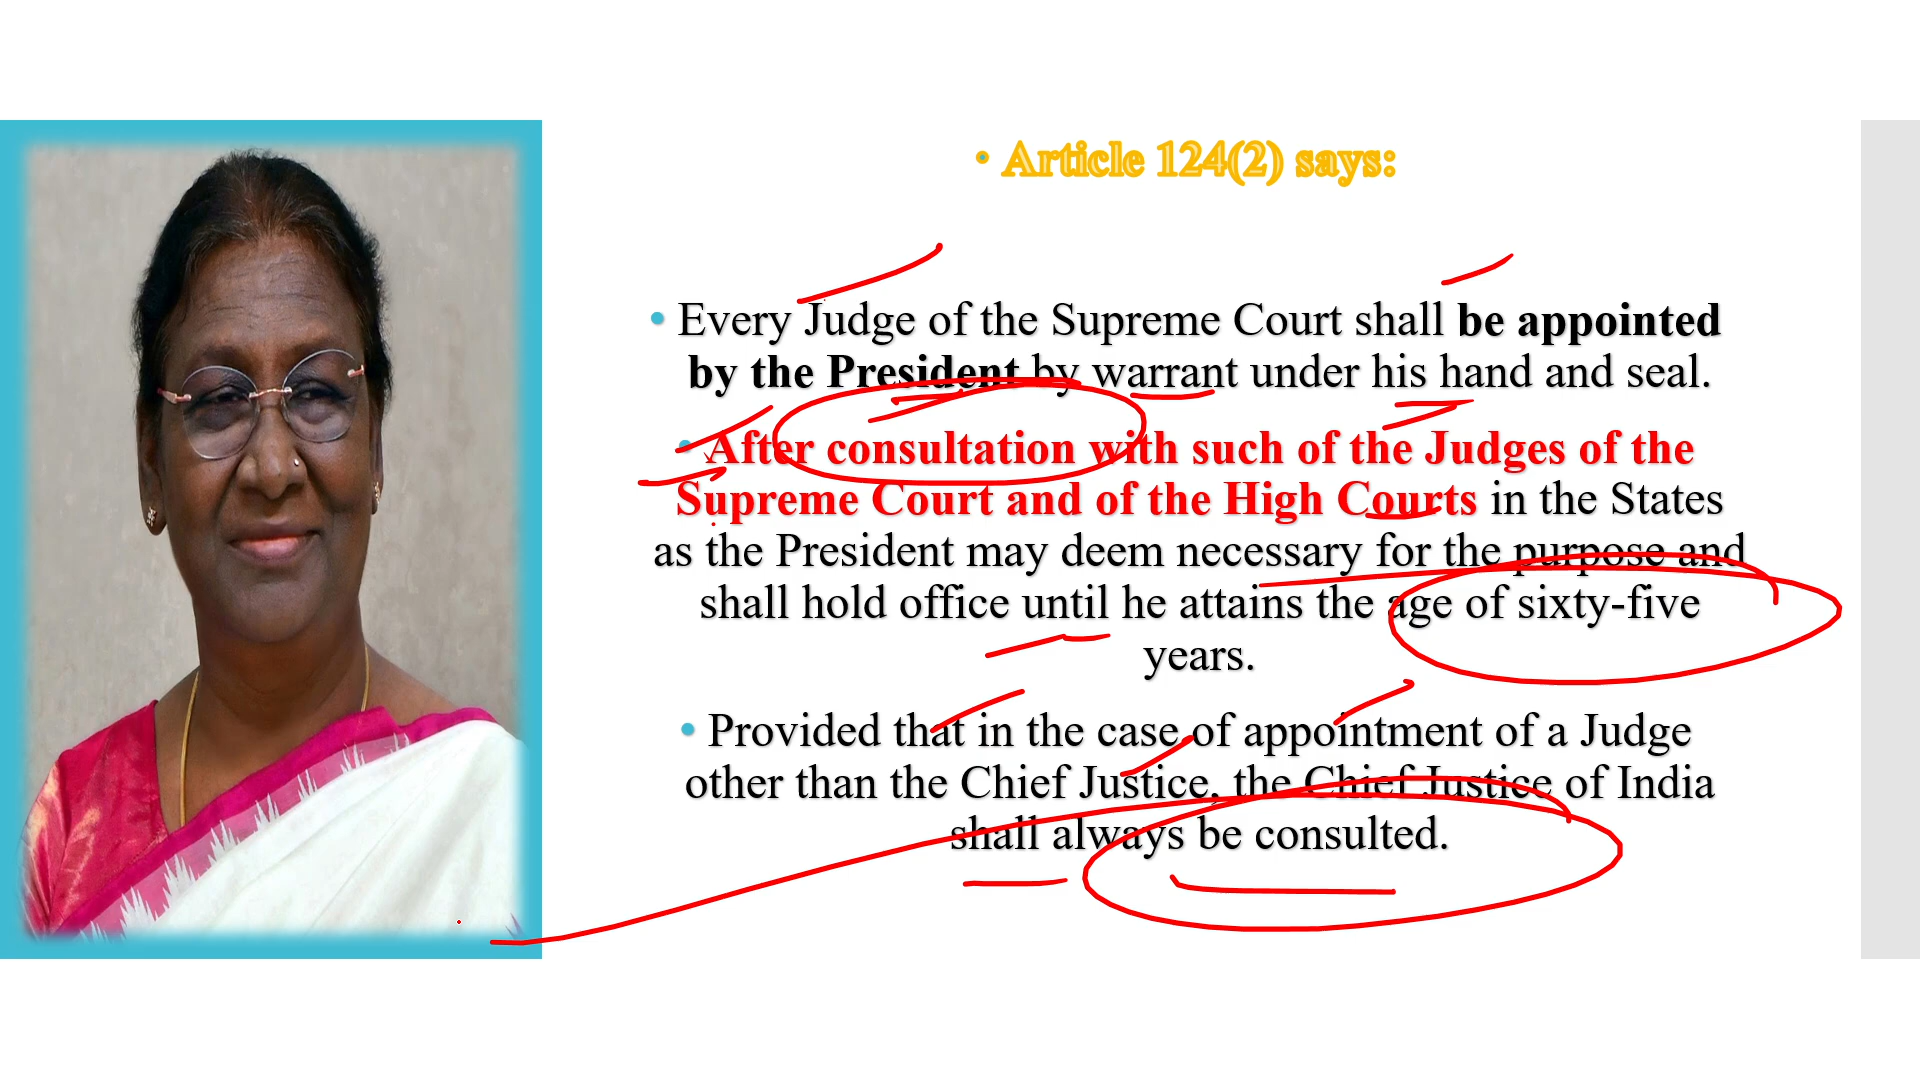 • Article 124(2) says:
• Every Judge of the Supreme Court shall be appointed
by the President by warrant under his hand and seal.
• After consultation with such of the Judges of the
Supreme Court and of the High Courts in the States
as the President may deem necessary for the purpose and
shall hold office until he attains the age of sixty-five
years.
• Provided that in the case of appointment of a Judge
other than the Chief Justice, the Chief Justice of India
shall always be consulted.